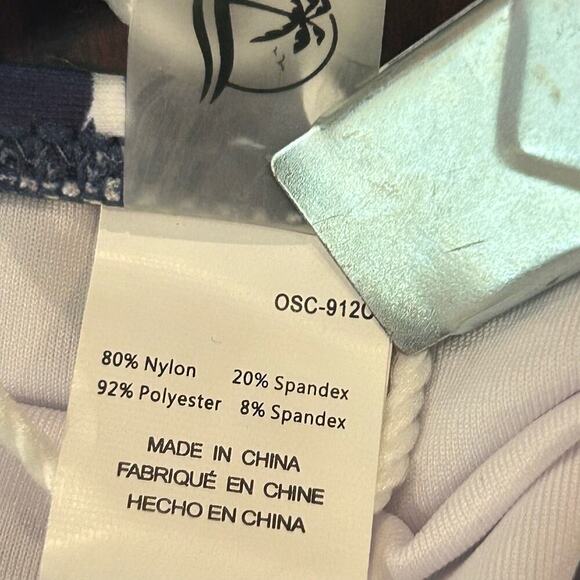 OSC-912
80% Nylon 20% Spandex
92% Polyester 8% Spandex
MADE IN CHINA
FABRIQUÉ EN CHINE
HECHO EN CHINA